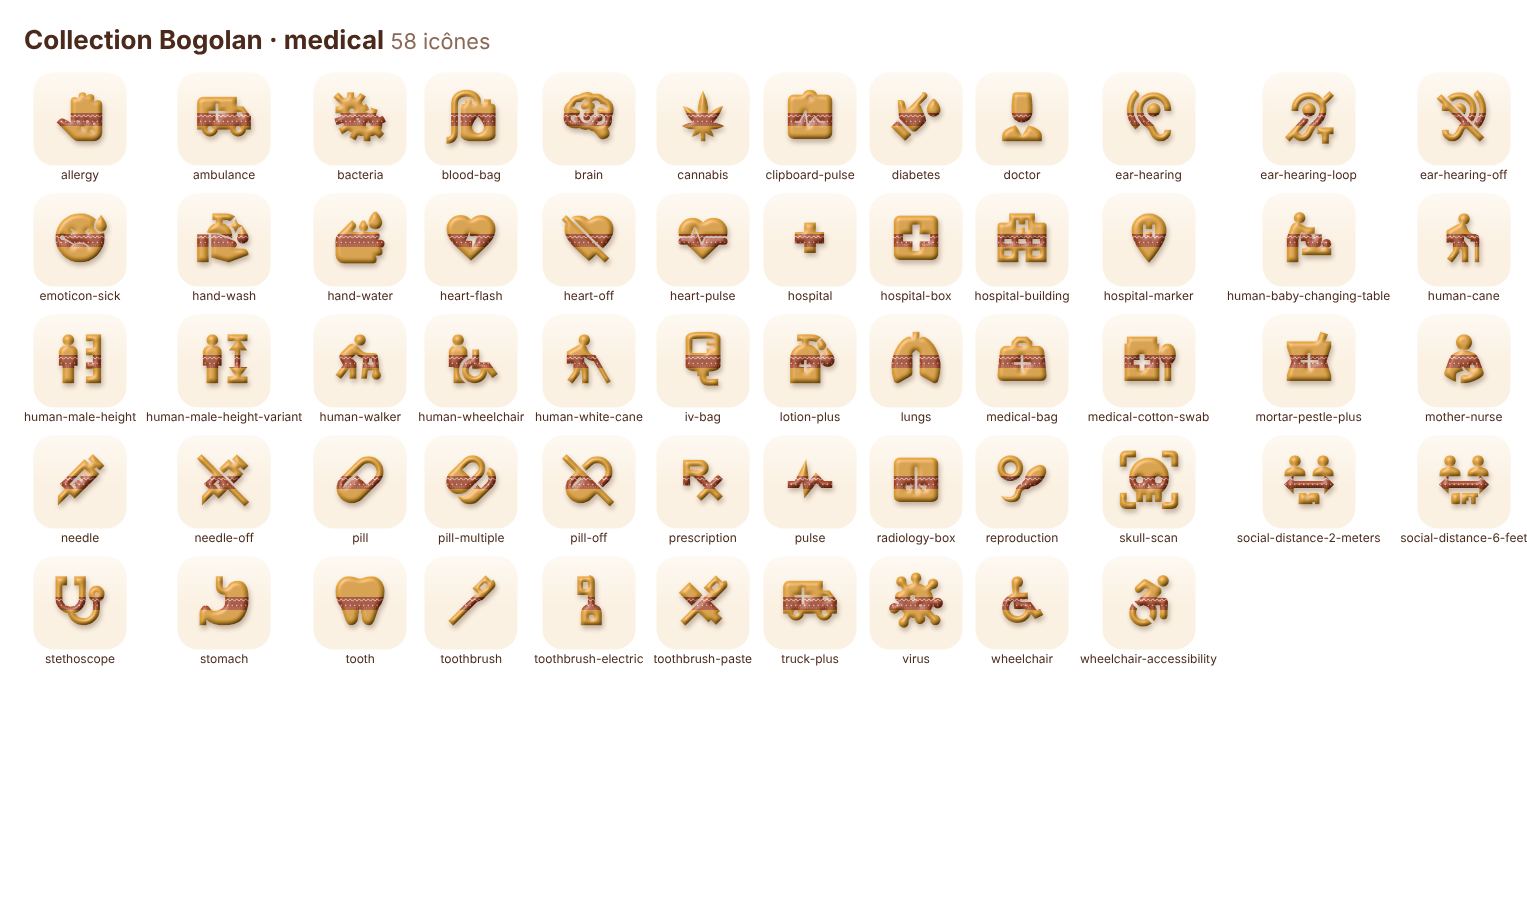 Collection Bogolan · medical 58 icônes
allergy ambulance bacteria blood-bag brain cannabis clipboard-pulse diabetes doctor ear-hearing ear-hearing-loop ear-hearing-off
emoticon-sick hand-wash hand-water heart-flash heart-off heart-pulse hospital hospital-box hospital-building hospital-marker human-baby-changing-table human-cane
human-male-height human-male-height-variant human-walker human-wheelchair human-white-cane iv-bag lotion-plus lungs medical-bag medical-cotton-swab mortar-pestle-plus mother-nurse
needle needle-off pill pill-multiple pill-off prescription pulse radiology-box reproduction skull-scan social-distance-2-meters social-distance-6-feet
stethoscope stomach tooth toothbrush toothbrush-electric toothbrush-paste truck-plus virus wheelchair wheelchair-accessibility